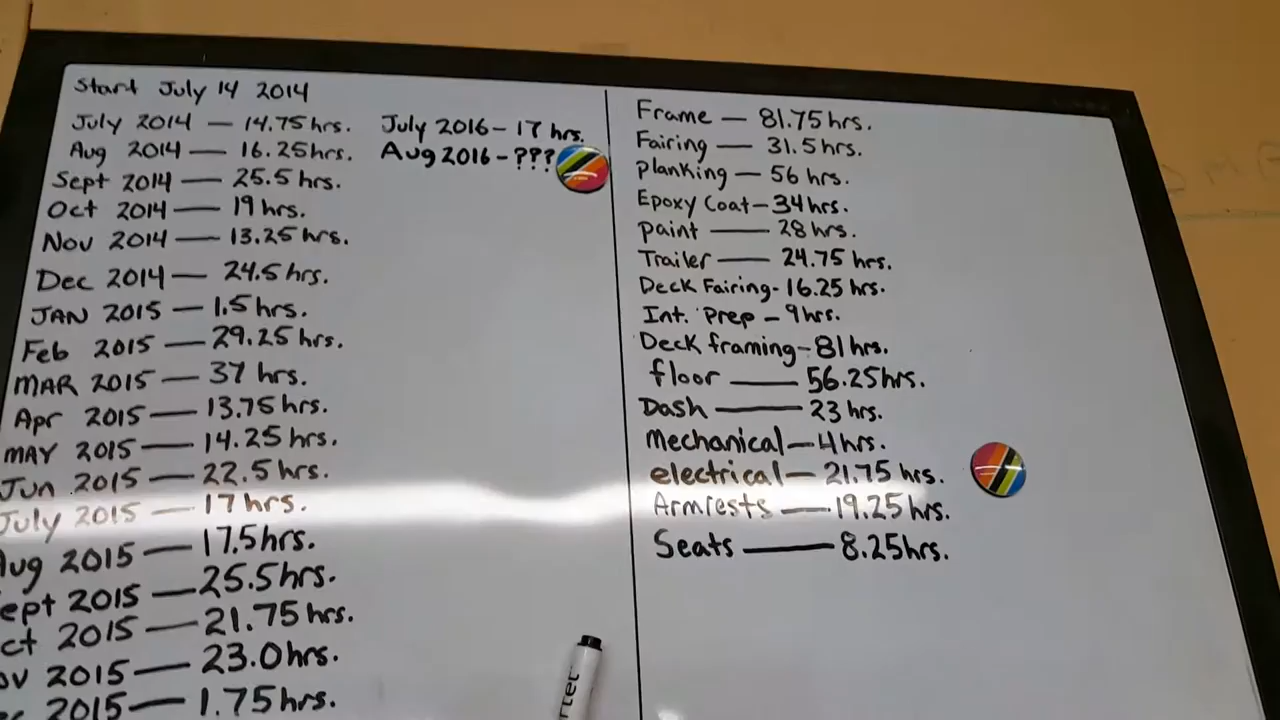 Start July 14 2014
July 2014 — 14.75 hrs.
Aug 2014 — 16.25 hrs.
Sept 2014 — 25.5 hrs.
Oct 2014 — 19 hrs.
Nov 2014 — 13.25 hrs.
Dec 2014 — 24.5 hrs.
JAN 2015 — 1.5 hrs.
Feb 2015 — 29.25 hrs.
MAR 2015 — 37 hrs.
Apr 2015 — 13.75 hrs.
MAY 2015 — 14.25 hrs.
Jun 2015 — 22.5 hrs.
July 2015 — 17 hrs.
Aug 2015 — 17.5 hrs.
ept 2015 — 25.5 hrs.
ct 2015 — 21.75 hrs.
ov 2015 — 23.0 hrs.
2015 — 1.75 hrs.
July 2016 - 17 hrs.
Aug 2016 - ???
Frame — 81.75 hrs.
Fairing — 31.5 hrs.
Planking — 56 hrs.
Epoxy Coat — 34 hrs.
paint — 28 hrs.
Trailer — 24.75 hrs.
Deck Fairing - 16.25 hrs.
Int. Prep — 9 hrs.
Deck framing - 81 hrs.
floor — 56.25 hrs.
Dash — 23 hrs.
Mechanical — 4 hrs.
electrical — 21.75 hrs.
Armrests — 19.25 hrs.
Seats — 8.25 hrs.